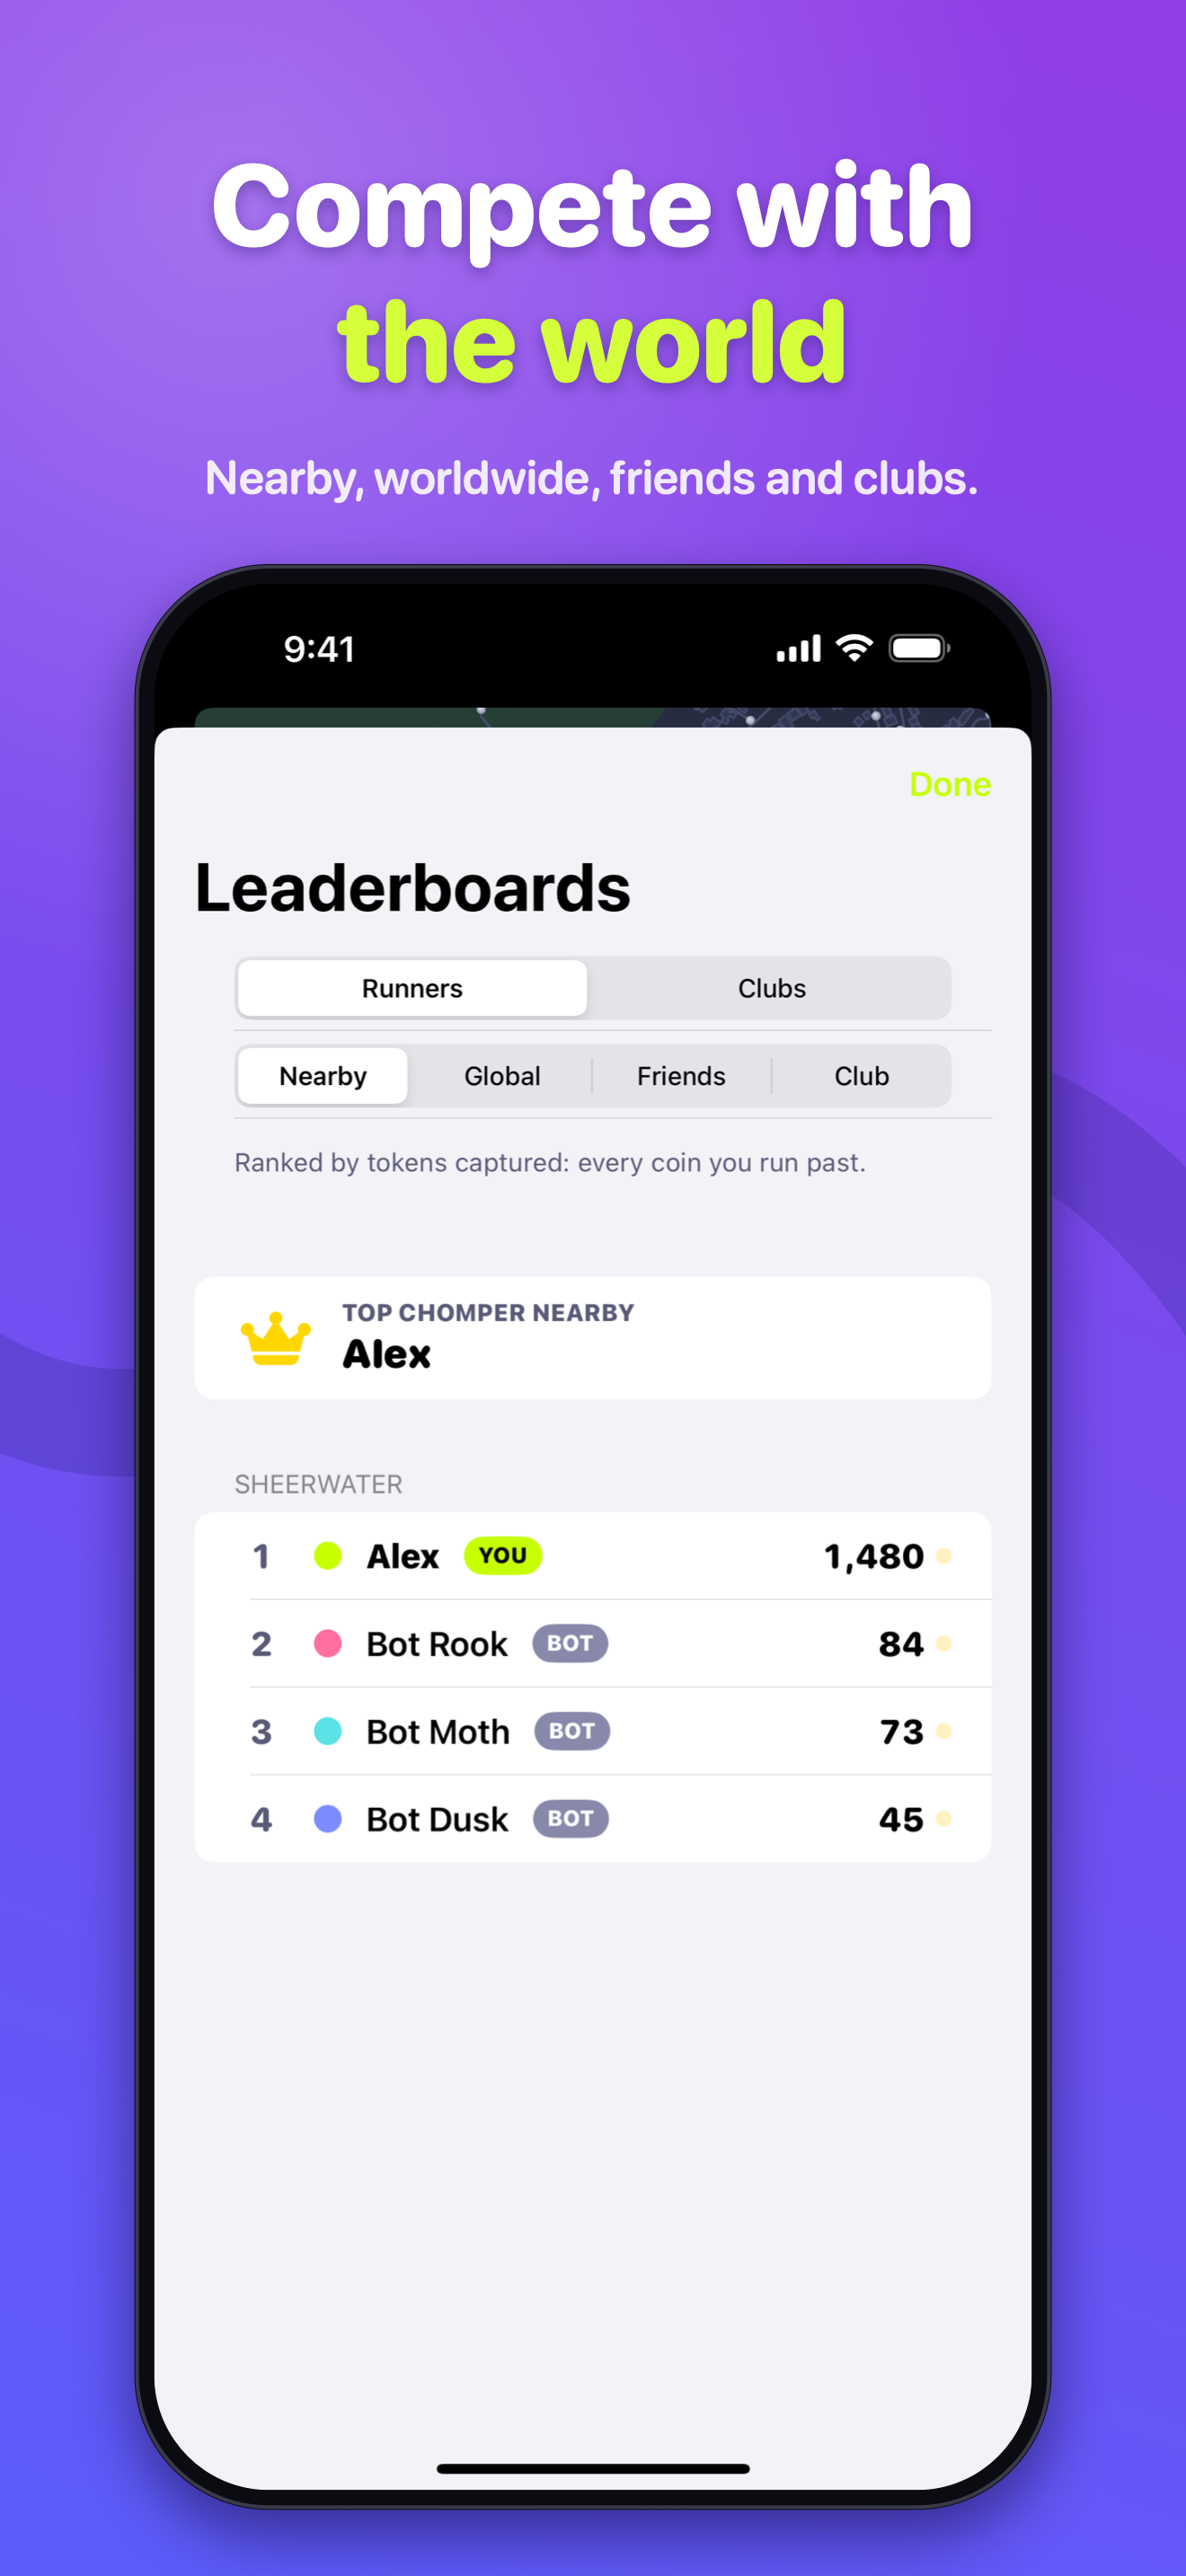 Compete with
the world
Nearby, worldwide, friends and clubs.
9:41
Done
Leaderboards
Runners Clubs
Nearby Global Friends Club
Ranked by tokens captured: every coin you run past.
TOP CHOMPER NEARBY
Alex
SHEERWATER
1 Alex YOU 1,480
2 Bot Rook BOT 84
3 Bot Moth BOT 73
4 Bot Dusk BOT 45